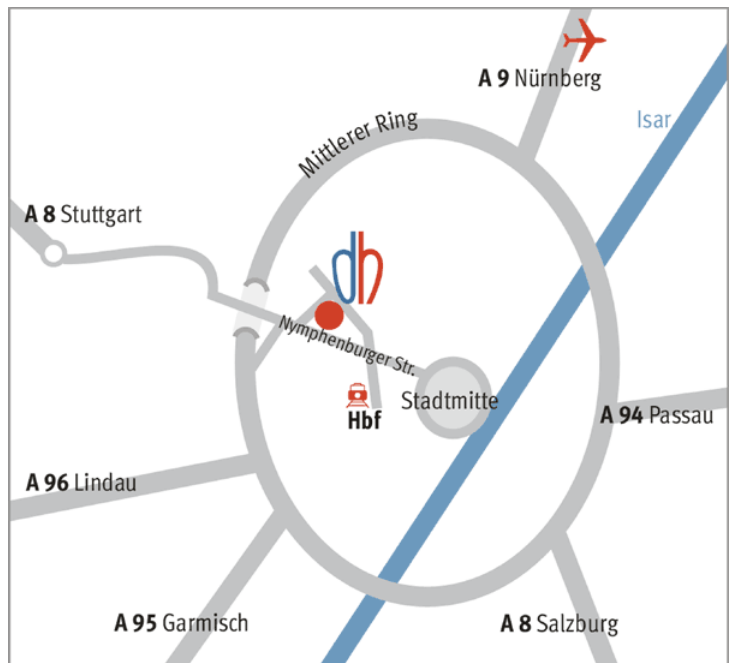 A 9 Nürnberg
Isar
Mittlerer Ring
A 8 Stuttgart
dh
Nymphenburger Str.
Stadtmitte
Hbf
A 94 Passau
A 96 Lindau
A 95 Garmisch
A 8 Salzburg